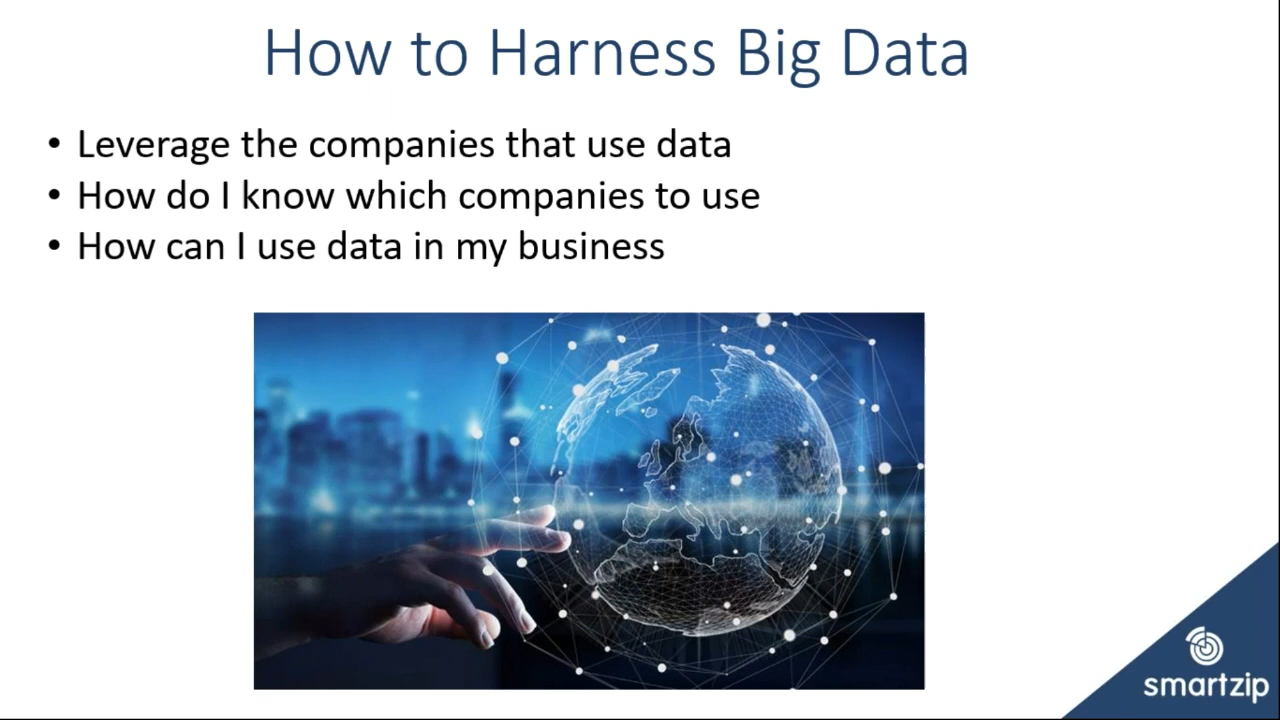 How to Harness Big Data
• Leverage the companies that use data
• How do I know which companies to use
• How can I use data in my business
smartzip